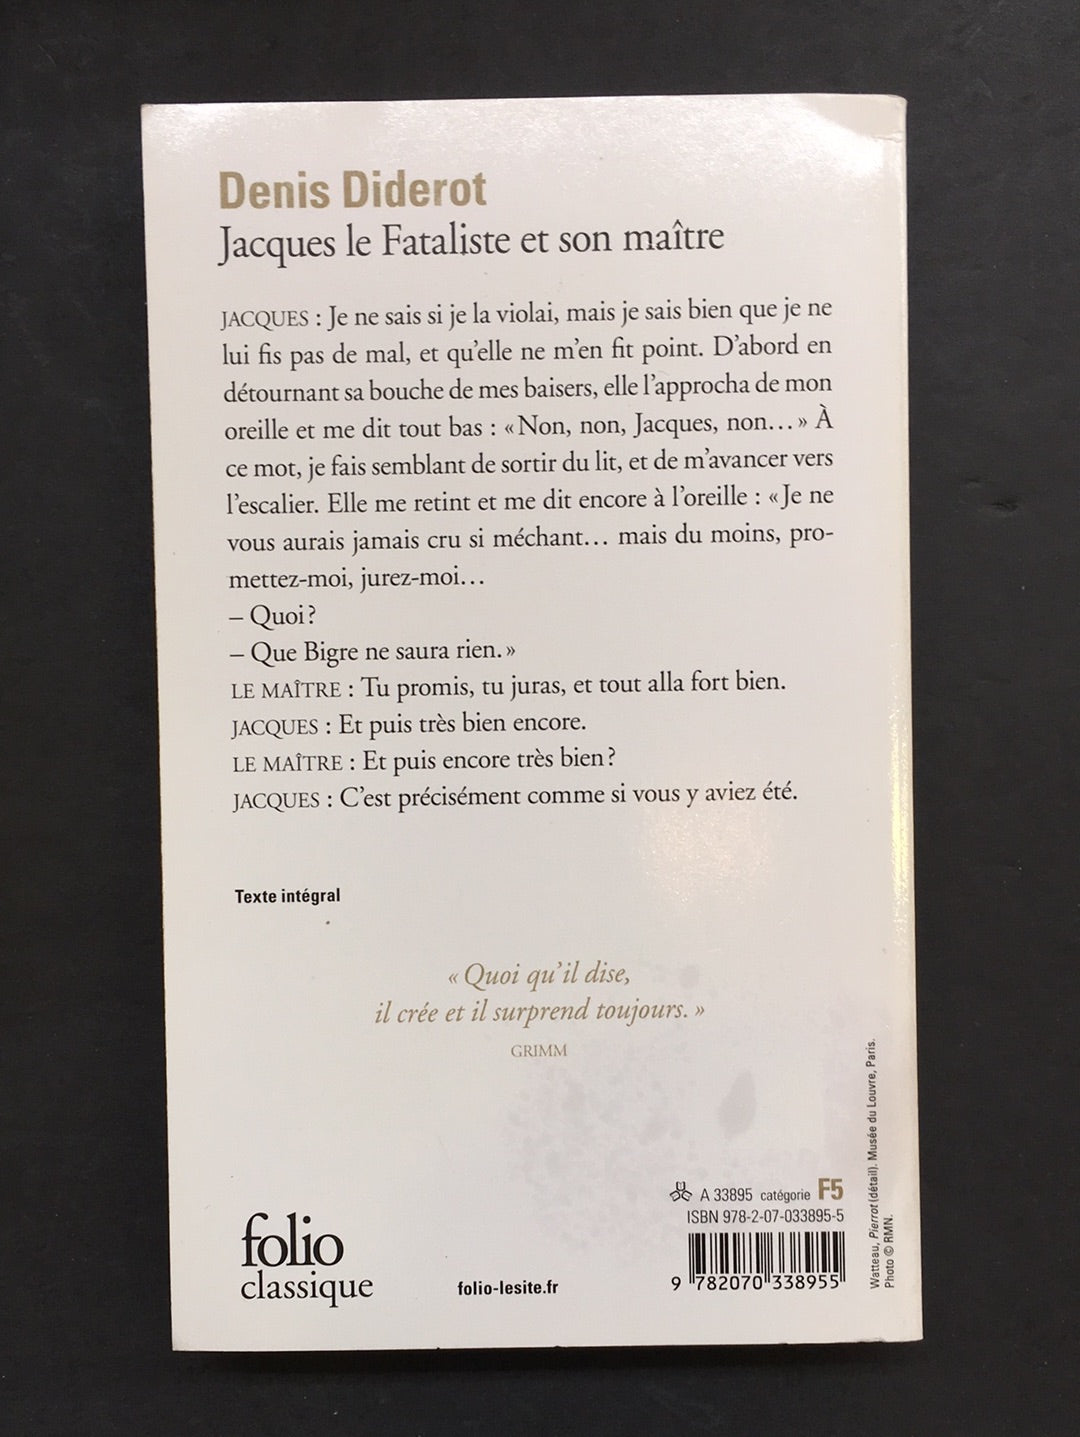 Denis Diderot
Jacques le Fataliste et son maître
JACQUES : Je ne sais si je la violai, mais je sais bien que je ne
lui fis pas de mal, et qu'elle ne m'en fit point. D'abord en
détournant sa bouche de mes baisers, elle l'approcha de mon
oreille et me dit tout bas : « Non, non, Jacques, non... » À
ce mot, je fais semblant de sortir du lit, et de m'avancer vers
l'escalier. Elle me retint et me dit encore à l'oreille : « Je ne
vous aurais jamais cru si méchant... mais du moins, pro-
mettez-moi, jurez-moi...
– Quoi ?
– Que Bigre ne saura rien. »
LE MAÎTRE : Tu promis, tu juras, et tout alla fort bien.
JACQUES : Et puis très bien encore.
LE MAÎTRE : Et puis encore très bien ?
JACQUES : C'est précisément comme si vous y aviez été.
Texte intégral
« Quoi qu'il dise,
il crée et il surprend toujours. »
GRIMM
folio
classique
folio-lesite.fr
A 33895 catégorie F5
ISBN 978-2-07-033895-5
9 782070 338955
Watteau, Pierrot (détail). Musée du Louvre, Paris.
Photo © RMN.